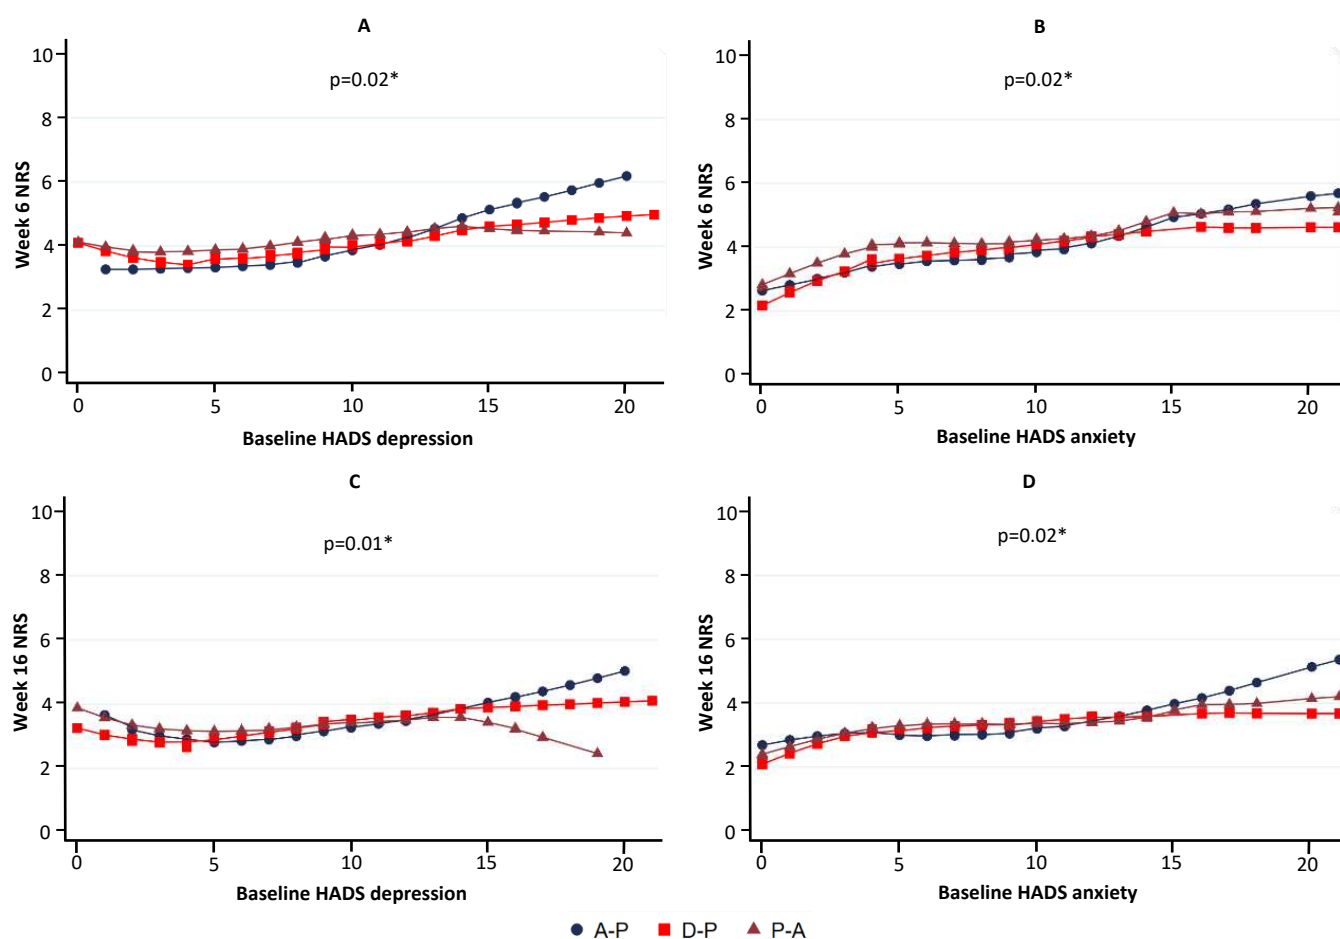 A
10
p=0.02*
8
6
4
2
0
Week 6 NRS
0 5 10 15 20
Baseline HADS depression
B
10
p=0.02*
8
6
4
2
0
Week 6 NRS
0 5 10 15 20
Baseline HADS anxiety
C
10
p=0.01*
8
6
4
2
0
Week 16 NRS
0 5 10 15 20
Baseline HADS depression
D
10
p=0.02*
8
6
4
2
0
Week 16 NRS
0 5 10 15 20
Baseline HADS anxiety
A-P D-P P-A